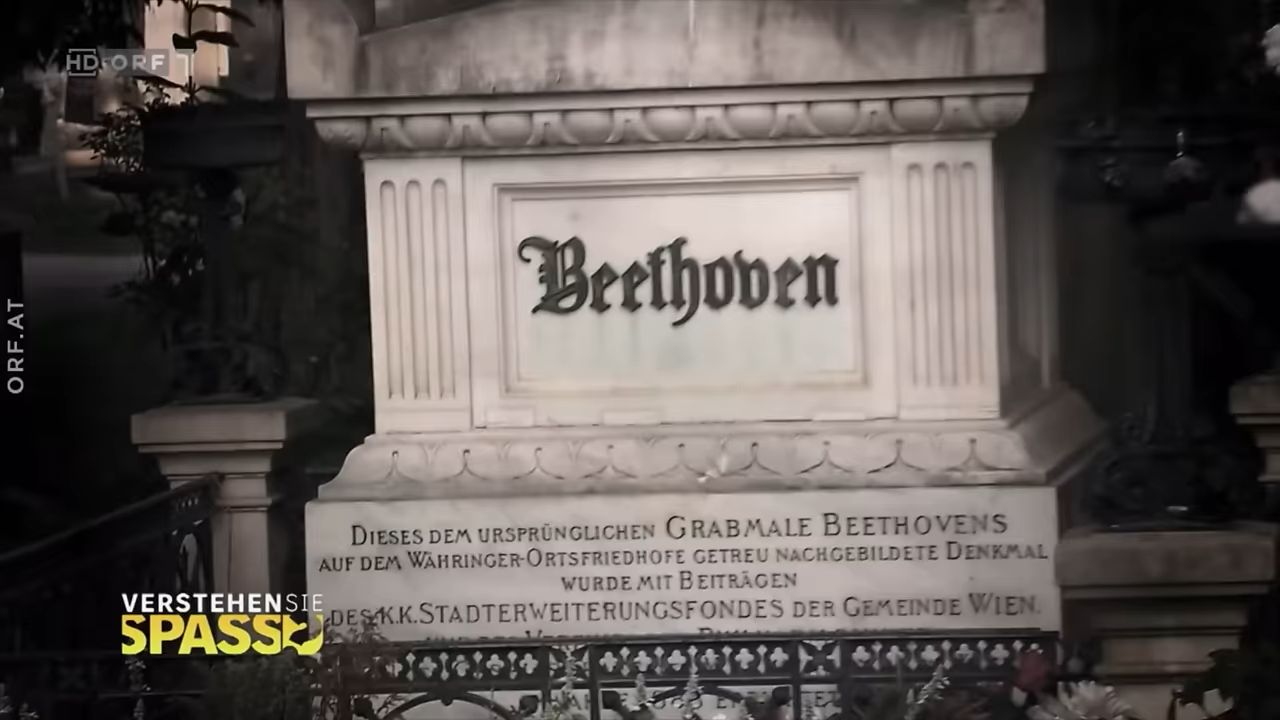 HD ORF 1
ORF.AT
Beethoven
DIESES DEM URSPRÜNGLICHEN GRABMALE BEETHOVENS
AUF DEM WÄHRINGER-ORTSFRIEDHOFE GETREU NACHGEBILDETE DENKMAL
WURDE MIT BEITRÄGEN
DES K.K. STADTERWEITERUNGSFONDES DER GEMEINDE WIEN.
VERSTEHEN SIE
SPASS